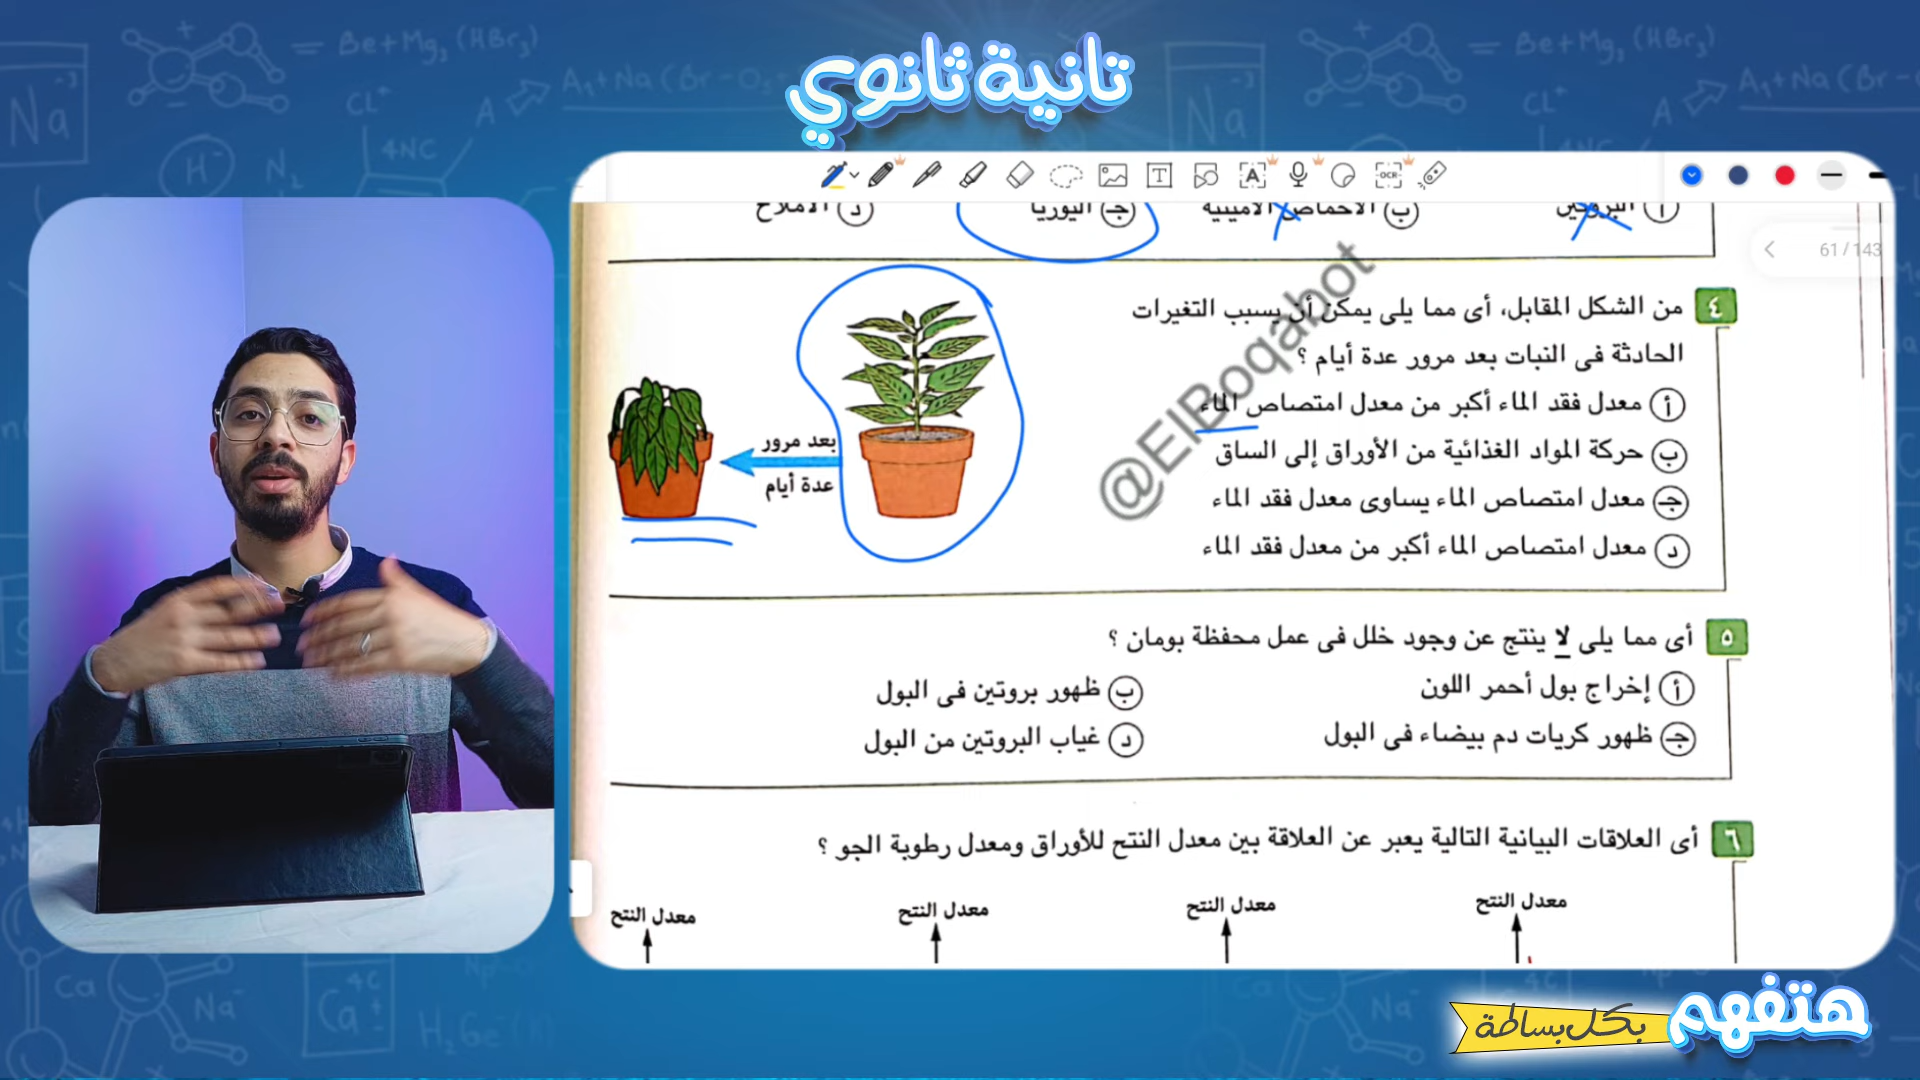 تانية ثانوي
OCR
61/143
أ البروتين ب الأحماض الأمينية جـ اليوريا د الأملاح
٤ من الشكل المقابل، أى مما يلى يمكن أن يسبب التغيرات
الحادثة فى النبات بعد مرور عدة أيام ؟
أ معدل فقد الماء أكبر من معدل امتصاص الماء
ب حركة المواد الغذائية من الأوراق إلى الساق
جـ معدل امتصاص الماء يساوى معدل فقد الماء
د معدل امتصاص الماء أكبر من معدل فقد الماء
بعد مرور
عدة أيام
@ElBoqabot
٥ أى مما يلى لا ينتج عن وجود خلل فى عمل محفظة بومان ؟
أ إخراج بول أحمر اللون ب ظهور بروتين فى البول
جـ ظهور كريات دم بيضاء فى البول د غياب البروتين من البول
٦ أى العلاقات البيانية التالية يعبر عن العلاقة بين معدل النتح للأوراق ومعدل رطوبة الجو ؟
معدل النتح معدل النتح معدل النتح معدل النتح
هتفهم بكل بساطة